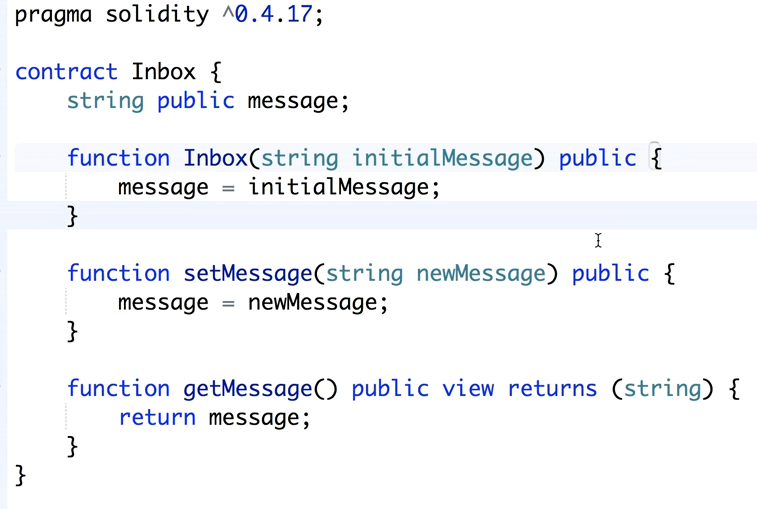 pragma solidity ^0.4.17;
contract Inbox {
string public message;
function Inbox(string initialMessage) public {
message = initialMessage;
}
function setMessage(string newMessage) public {
message = newMessage;
}
function getMessage() public view returns (string) {
return message;
}
}